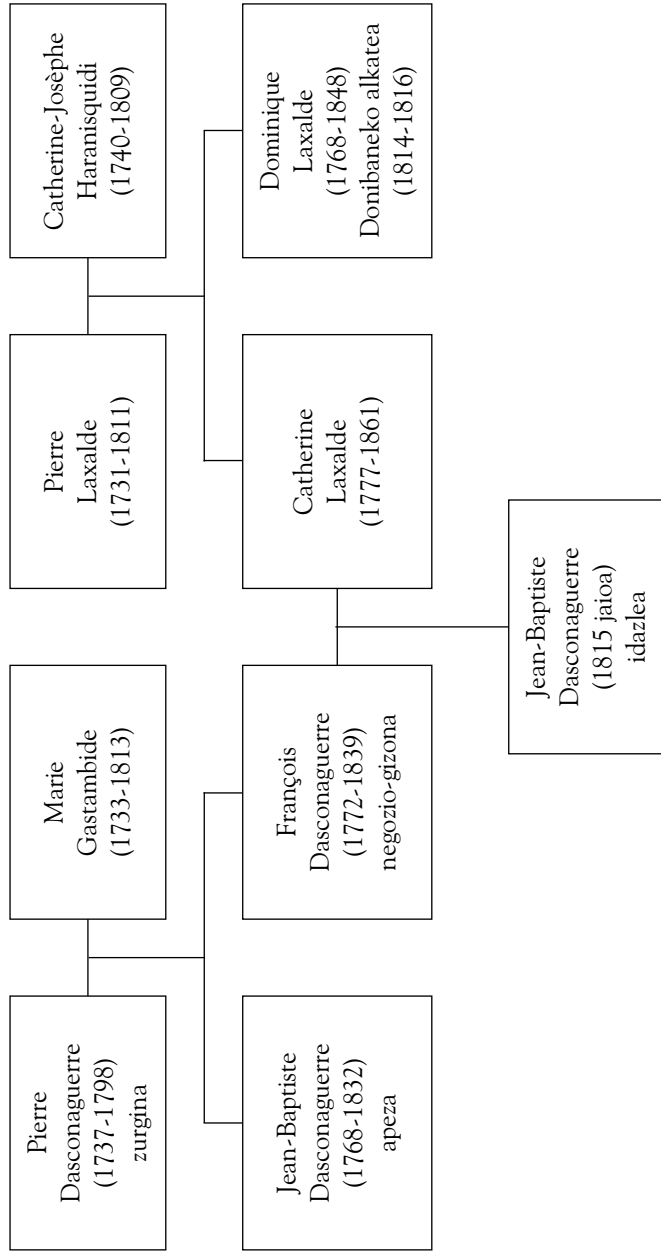 Pierre
Dasconaguerre
(1737-1798)
zurgina
Marie
Gastambide
(1733-1813)
Pierre
Laxalde
(1731-1811)
Catherine-Josèphe
Haranisquidi
(1740-1809)
Jean-Baptiste
Dasconaguerre
(1768-1832)
apeza
François
Dasconaguerre
(1772-1839)
negozio-gizona
Catherine
Laxalde
(1777-1861)
Dominique
Laxalde
(1768-1848)
Donibaneko alkatea
(1814-1816)
Jean-Baptiste
Dasconaguerre
(1815 jaioa)
idazlea